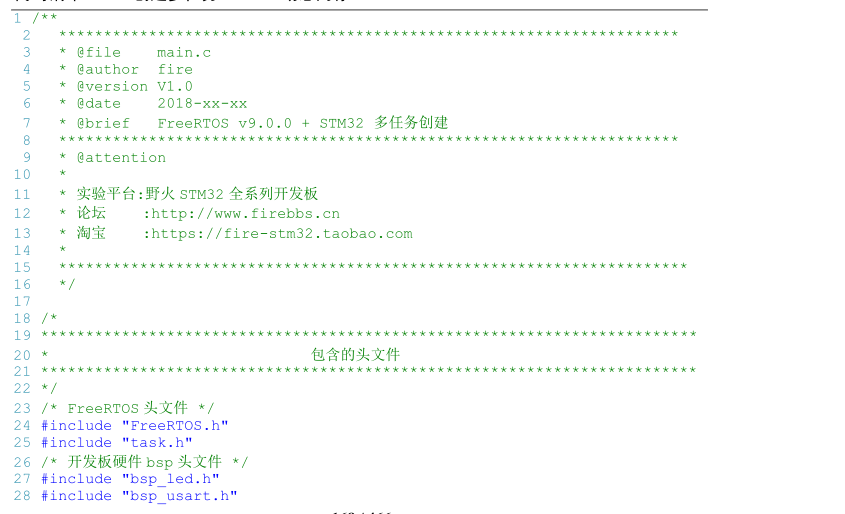 1 /**
2 *********************************************************************
3 * @file main.c
4 * @author fire
5 * @version V1.0
6 * @date 2018-xx-xx
7 * @brief FreeRTOS v9.0.0 + STM32 多任务创建
8 *********************************************************************
9 * @attention
10 *
11 * 实验平台:野火 STM32 全系列开发板
12 * 论坛 :http://www.firebbs.cn
13 * 淘宝 :https://fire-stm32.taobao.com
14 *
15 **********************************************************************
16 */
17
18 /*
19 *************************************************************************
20 * 包含的头文件
21 *************************************************************************
22 */
23 /* FreeRTOS 头文件 */
24 #include "FreeRTOS.h"
25 #include "task.h"
26 /* 开发板硬件 bsp 头文件 */
27 #include "bsp_led.h"
28 #include "bsp_usart.h"